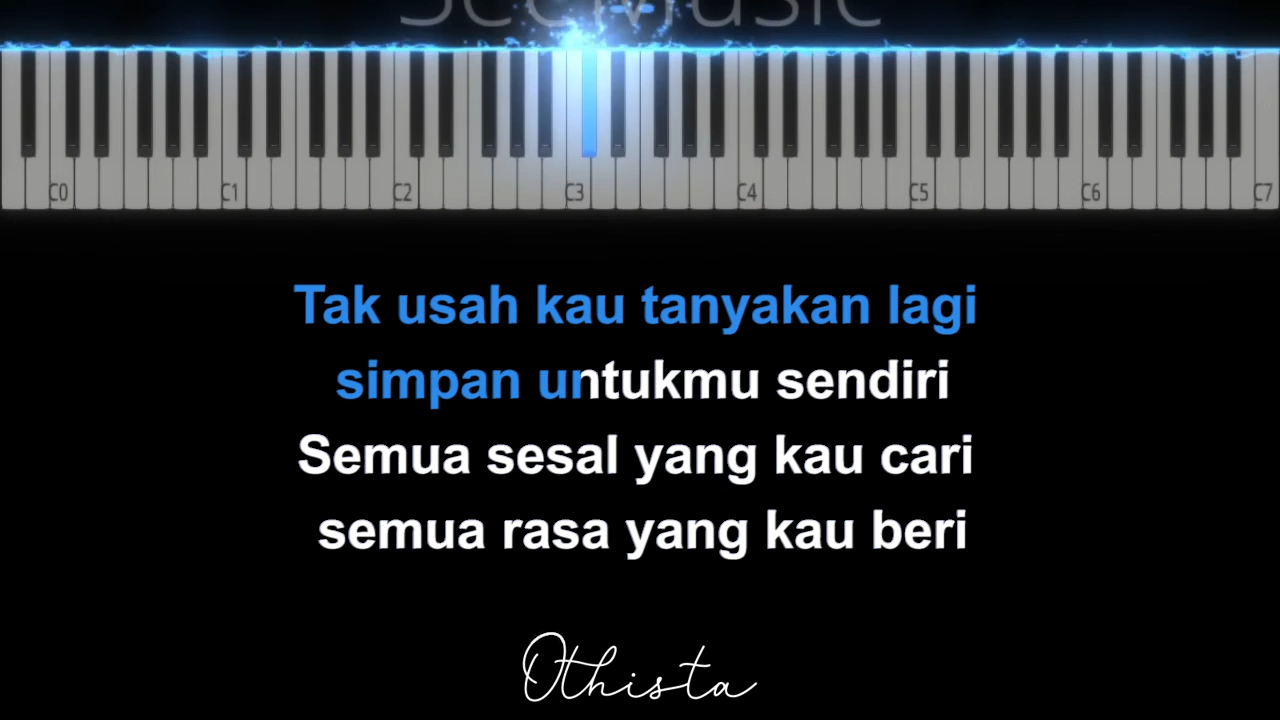 SeeMusic
C0 C1 C2 C3 C4 C5 C6 C7
Tak usah kau tanyakan lagi
simpan untukmu sendiri
Semua sesal yang kau cari
semua rasa yang kau beri
Othista